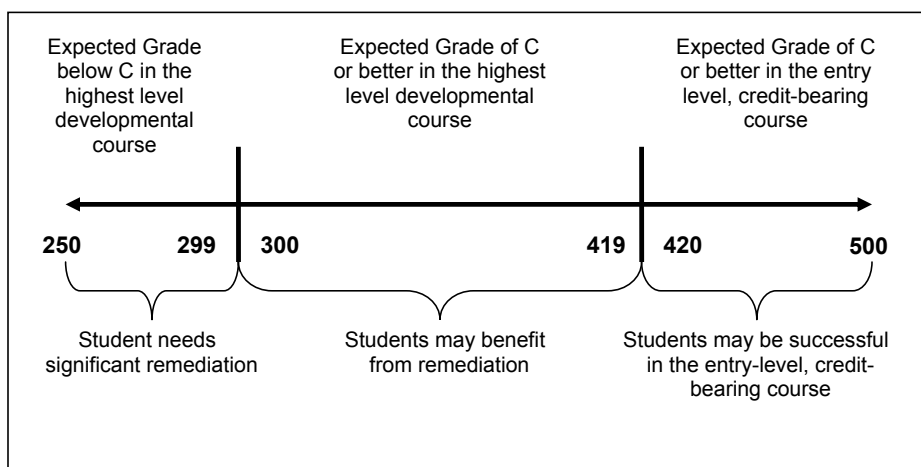 Expected Grade
below C in the
highest level
developmental
course
Expected Grade of C
or better in the highest
level developmental
course
Expected Grade of C
or better in the entry
level, credit-bearing
course
250 299 300 419 420 500
Student needs
significant remediation
Students may benefit
from remediation
Students may be successful
in the entry-level, credit-
bearing course